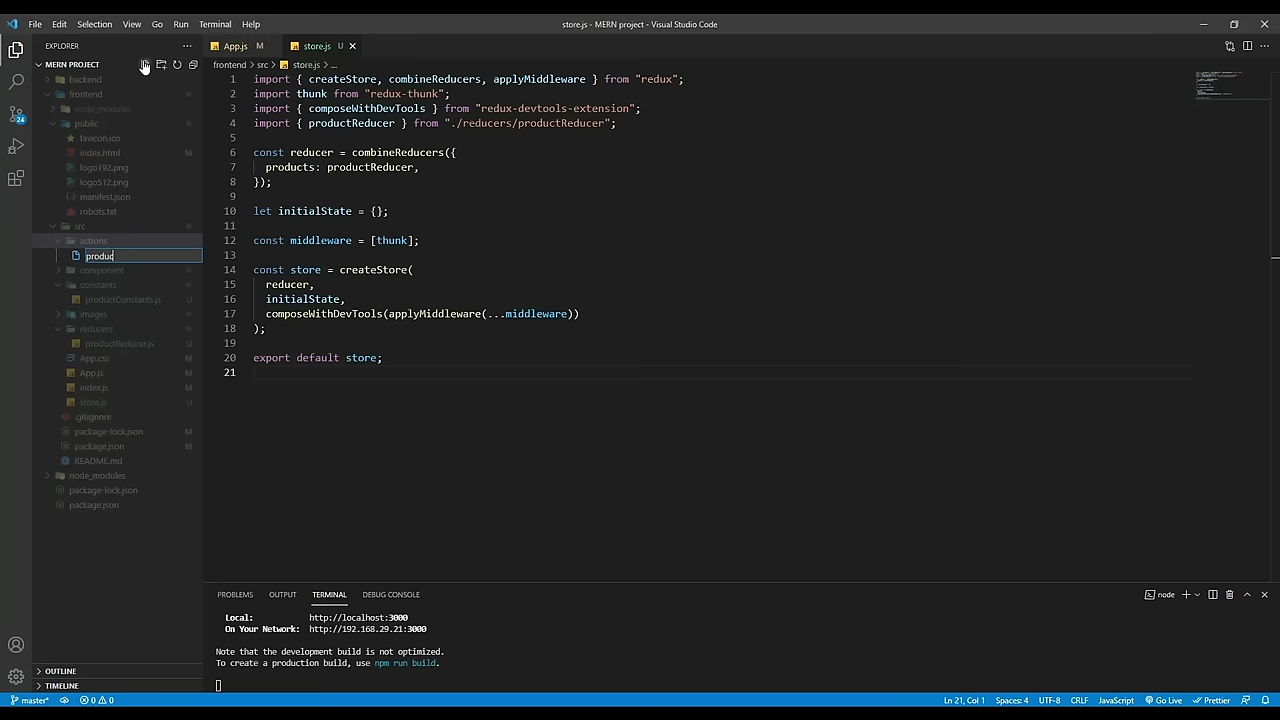 File Edit Selection View Go Run Terminal Help
store.js - MERN project - Visual Studio Code
EXPLORER
MERN PROJECT
backend
frontend
node_modules
public
favicon.ico
index.html M
logo192.png
logo512.png
manifest.json
robots.txt
src
actions
produc
component
constants
productConstants.js U
images
reducers
productReducer.js U
App.css
App.js
index.js
store.js U
.gitignore
package-lock.json M
package.json M
README.md
node_modules
package-lock.json
package.json
OUTLINE
TIMELINE
24
App.js M store.js U
frontend > src > store.js > ...
1 import { createStore, combineReducers, applyMiddleware } from "redux";
2 import thunk from "redux-thunk";
3 import { composeWithDevTools } from "redux-devtools-extension";
4 import { productReducer } from "./reducers/productReducer";
5
6 const reducer = combineReducers({
7 products: productReducer,
8 });
9
10 let initialState = {};
11
12 const middleware = [thunk];
13
14 const store = createStore(
15 reducer,
16 initialState,
17 composeWithDevTools(applyMiddleware(...middleware))
18 );
19
20 export default store;
21
PROBLEMS OUTPUT TERMINAL DEBUG CONSOLE
node
Local: http://localhost:3000
On Your Network: http://192.168.29.21:3000
Note that the development build is not optimized.
To create a production build, use npm run build.
master* 0 0
Ln 21, Col 1 Spaces: 4 UTF-8 CRLF JavaScript Go Live Prettier